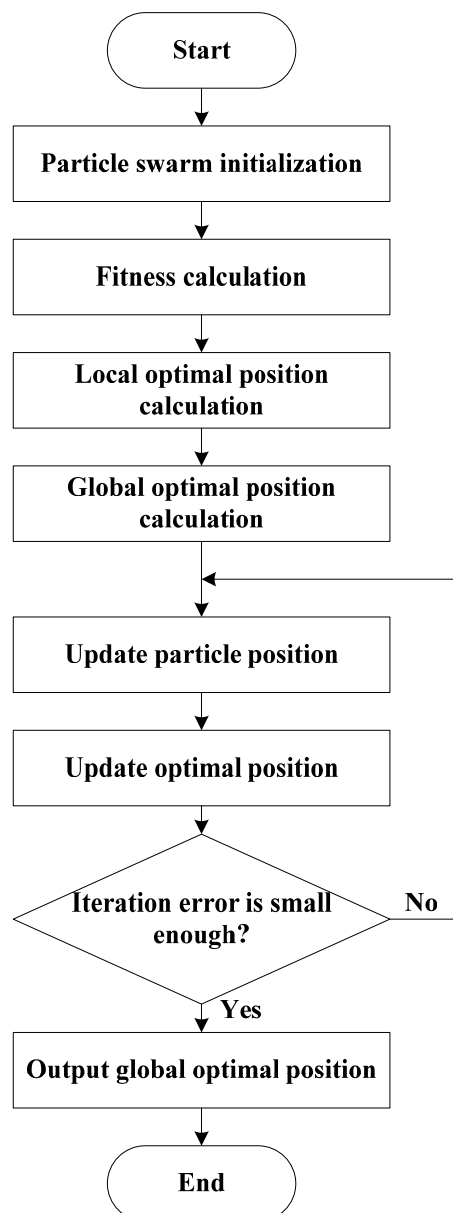 Start
Particle swarm initialization
Fitness calculation
Local optimal position
calculation
Global optimal position
calculation
Update particle position
Update optimal position
Iteration error is small
enough?
No
Yes
Output global optimal position
End